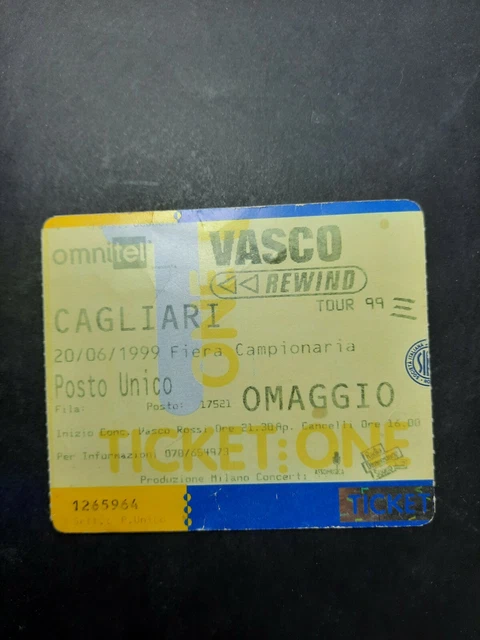 omnitel
VASCO
REWIND
TOUR 99
CAGLIARI
20/06/1999 Fiera Campionaria
Posto Unico
Fila: Posto: 17521 OMAGGIO
Inizio Conc. Vasco Rossi Ore 21.30 Ap. Cancelli Ore 16.00
Per Informazioni
TICKET ONE
Produzione Milano Concerti
1265964
TICKET
ONE